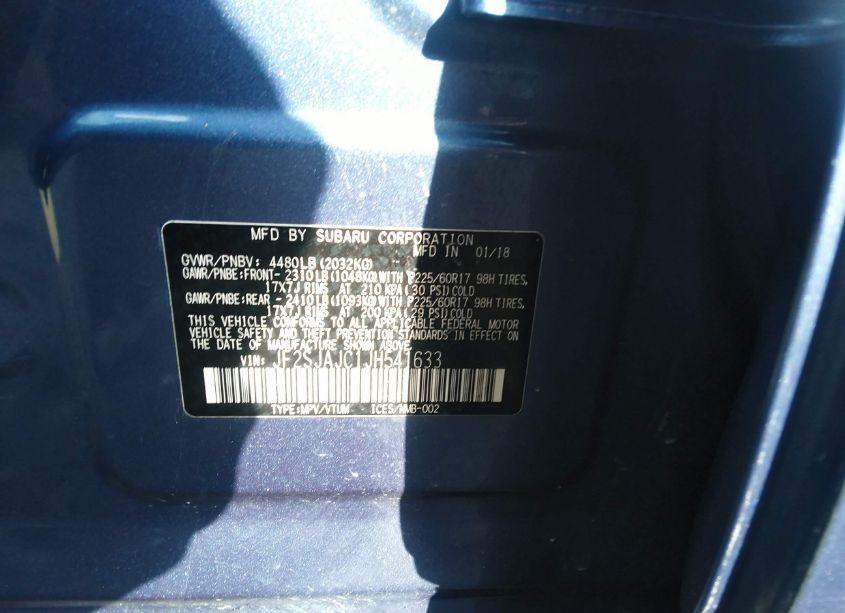 MFD BY SUBARU CORPORATION
MFD IN 01/18
GVWR/PNBV: 4480LB (2032KG)
GAWR/PNBE:FRONT- 2310LB (1048KG) WITH P225/60R17 98H TIRES,
17X7J RIMS AT 210 KPA (30 PSI) COLD
GAWR/PNBE:REAR -2410LB (1093KG) WITH P225/60R17 98H TIRES,
17X7J RIMS AT 200 KPA (29 PSI) COLD
THIS VEHICLE CONFORMS TO ALL APPLICABLE FEDERAL MOTOR
VEHICLE SAFETY AND THEFT PREVENTION STANDARDS IN EFFECT ON
THE DATE OF MANUFACTURE SHOWN ABOVE.
VIN: JF2SJAJC1JH541633
TYPE:MPV/VTUM ICES/NMB-002